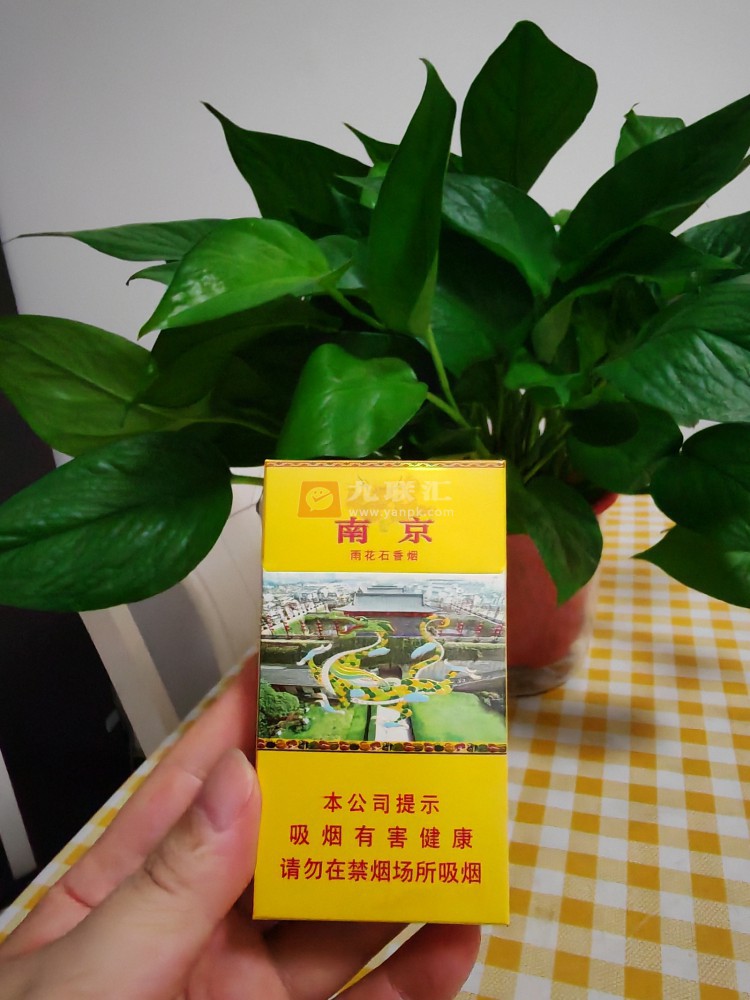 九联汇
www.yanpk.com
南京
雨花石香烟
本公司提示
吸烟有害健康
请勿在禁烟场所吸烟